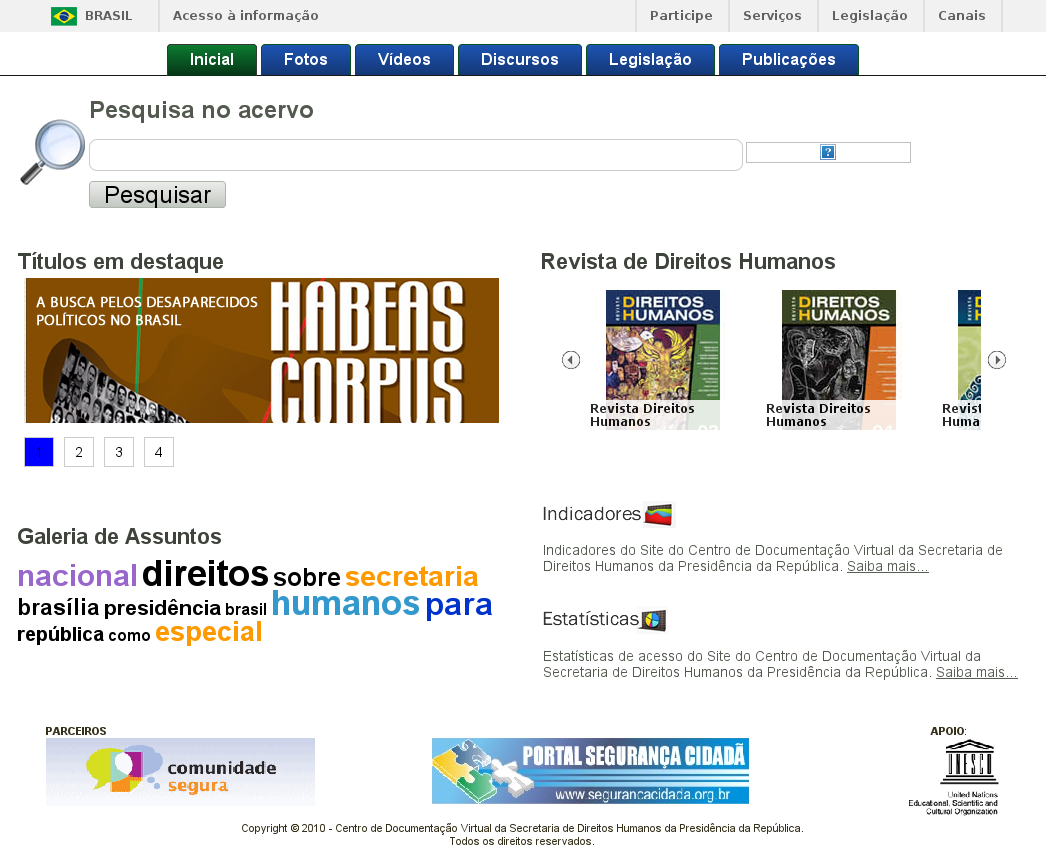 BRASIL
Acesso à informação
Participe
Serviços
Legislação
Canais
Inicial
Fotos
Vídeos
Discursos
Legislação
Publicações
Pesquisa no acervo
?
Pesquisar
Títulos em destaque
A BUSCA PELOS DESAPARECIDOS
POLÍTICOS NO BRASIL
HABEAS
CORPUS
1
2
3
4
Revista de Direitos Humanos
REVISTA
DIREITOS
HUMANOS
Revista Direitos
Humanos
REVISTA
DIREITOS
HUMANOS
Revista Direitos
Humanos
Revist
Huma
Galeria de Assuntos
nacional direitos sobre secretaria
brasília presidência brasil humanos para
república como especial
Indicadores
Indicadores do Site do Centro de Documentação Virtual da Secretaria de
Direitos Humanos da Presidência da República. Saiba mais...
Estatísticas
Estatísticas de acesso do Site do Centro de Documentação Virtual da
Secretaria de Direitos Humanos da Presidência da República. Saiba mais...
PARCEIROS
comunidade
segura
PORTAL SEGURANÇA CIDADÃ
www.segurancacidada.org.br
APOIO:
UNESCO
United Nations
Educational, Scientific and
Cultural Organization
Copyright © 2010 - Centro de Documentação Virtual da Secretaria de Direitos Humanos da Presidência da República.
Todos os direitos reservados.